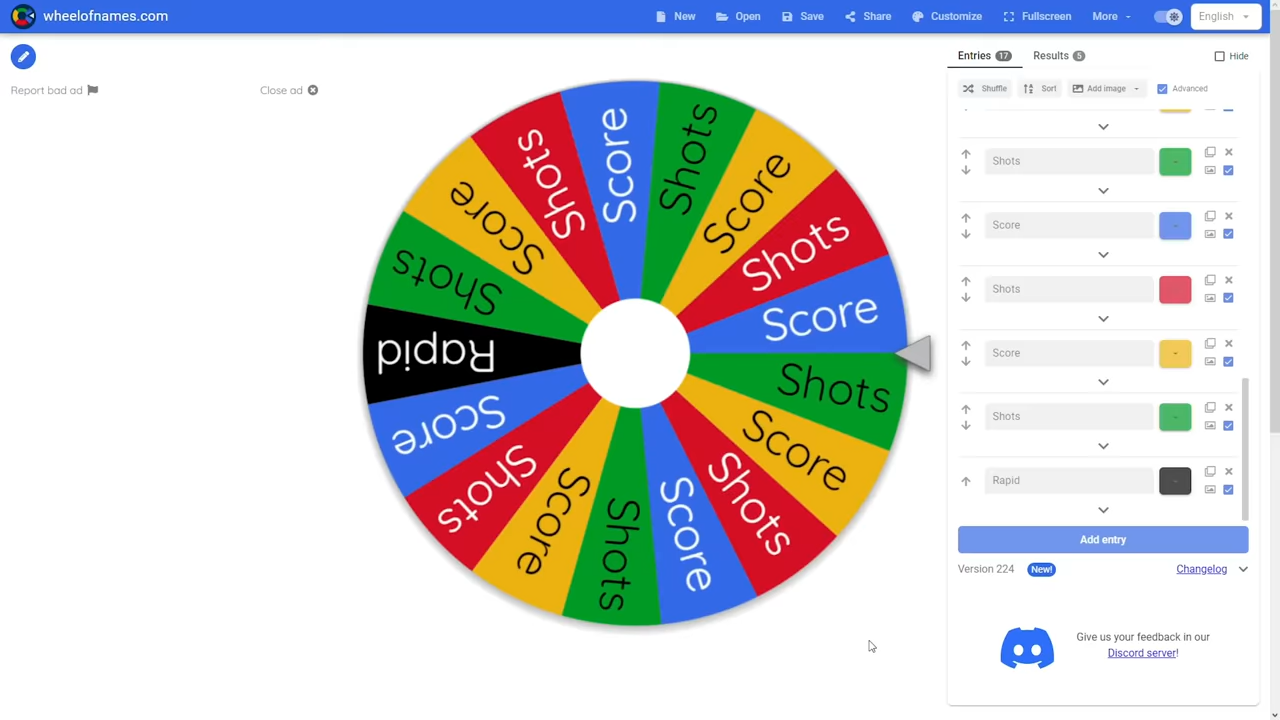 wheelofnames.com
New Open Save Share Customize Fullscreen More English
Report bad ad
Close ad
Entries 17 Results 5 Hide
Shuffle Sort Add image Advanced
Shots
Score
Shots
Score
Shots
Rapid
Add entry
Version 224 New! Changelog
Give us your feedback in our
Discord server!
Score
Shots
Score
Shots
Score
Shots
Score
Shots
Rapid
Score
Shots
Score
Shots
Score
Shots
Score
Shots